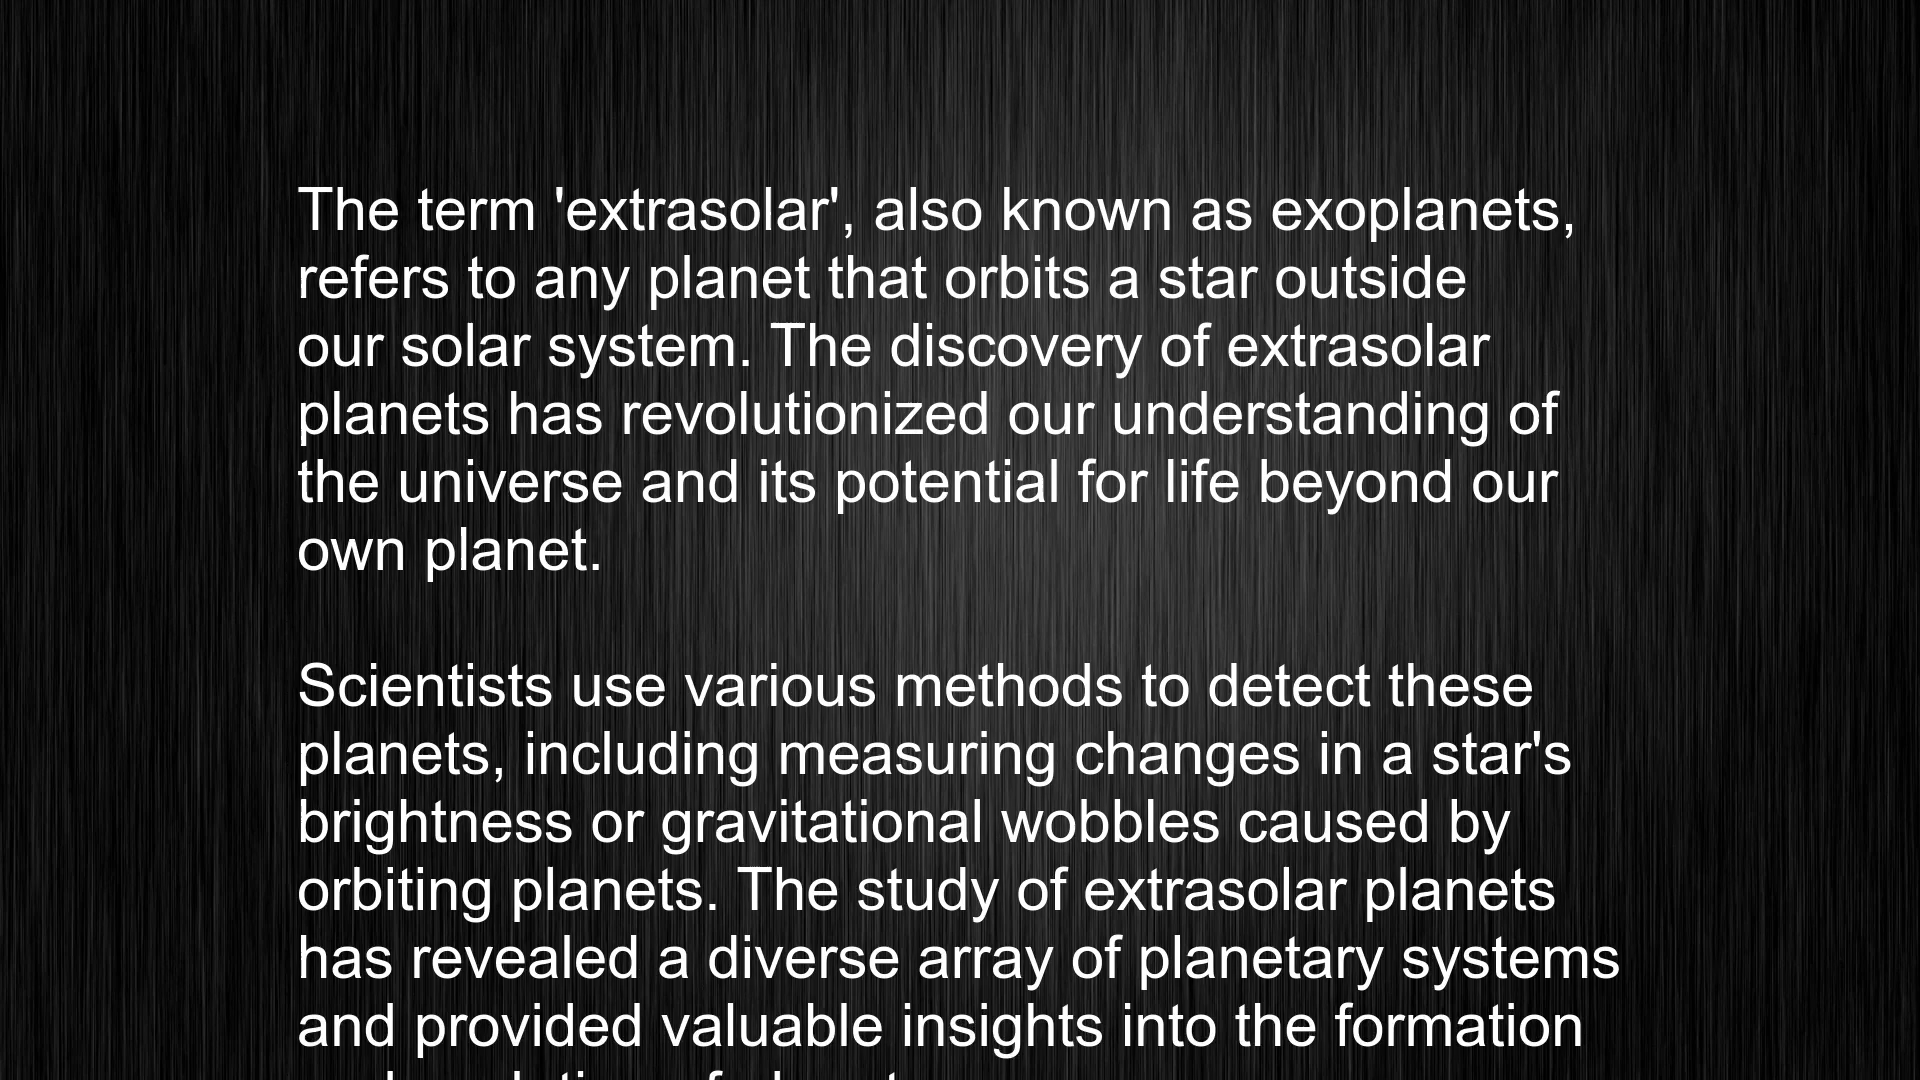 The term 'extrasolar', also known as exoplanets,
refers to any planet that orbits a star outside
our solar system. The discovery of extrasolar
planets has revolutionized our understanding of
the universe and its potential for life beyond our
own planet.
Scientists use various methods to detect these
planets, including measuring changes in a star's
brightness or gravitational wobbles caused by
orbiting planets. The study of extrasolar planets
has revealed a diverse array of planetary systems
and provided valuable insights into the formation